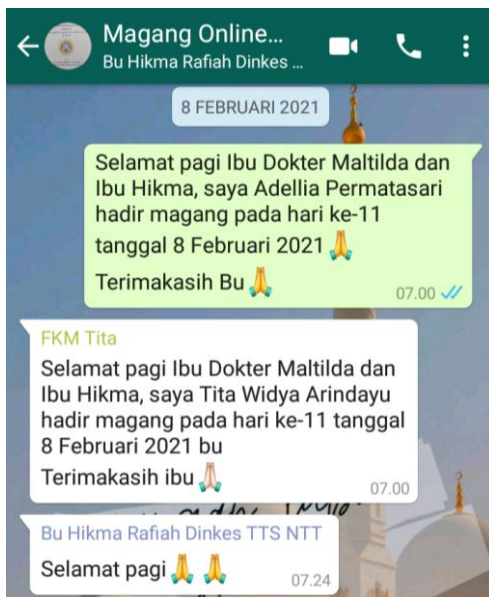 Magang Online...
Bu Hikma Rafiah Dinkes ...
8 FEBRUARI 2021
Selamat pagi Ibu Dokter Maltilda dan
Ibu Hikma, saya Adellia Permatasari
hadir magang pada hari ke-11
tanggal 8 Februari 2021🙏
Terimakasih Bu🙏
07.00
FKM Tita
Selamat pagi Ibu Dokter Maltilda dan
Ibu Hikma, saya Tita Widya Arindayu
hadir magang pada hari ke-11 tanggal
8 Februari 2021 bu
Terimakasih ibu🙏🏻
07.00
Bu Hikma Rafiah Dinkes TTS NTT
Selamat pagi🙏 🙏
07.24